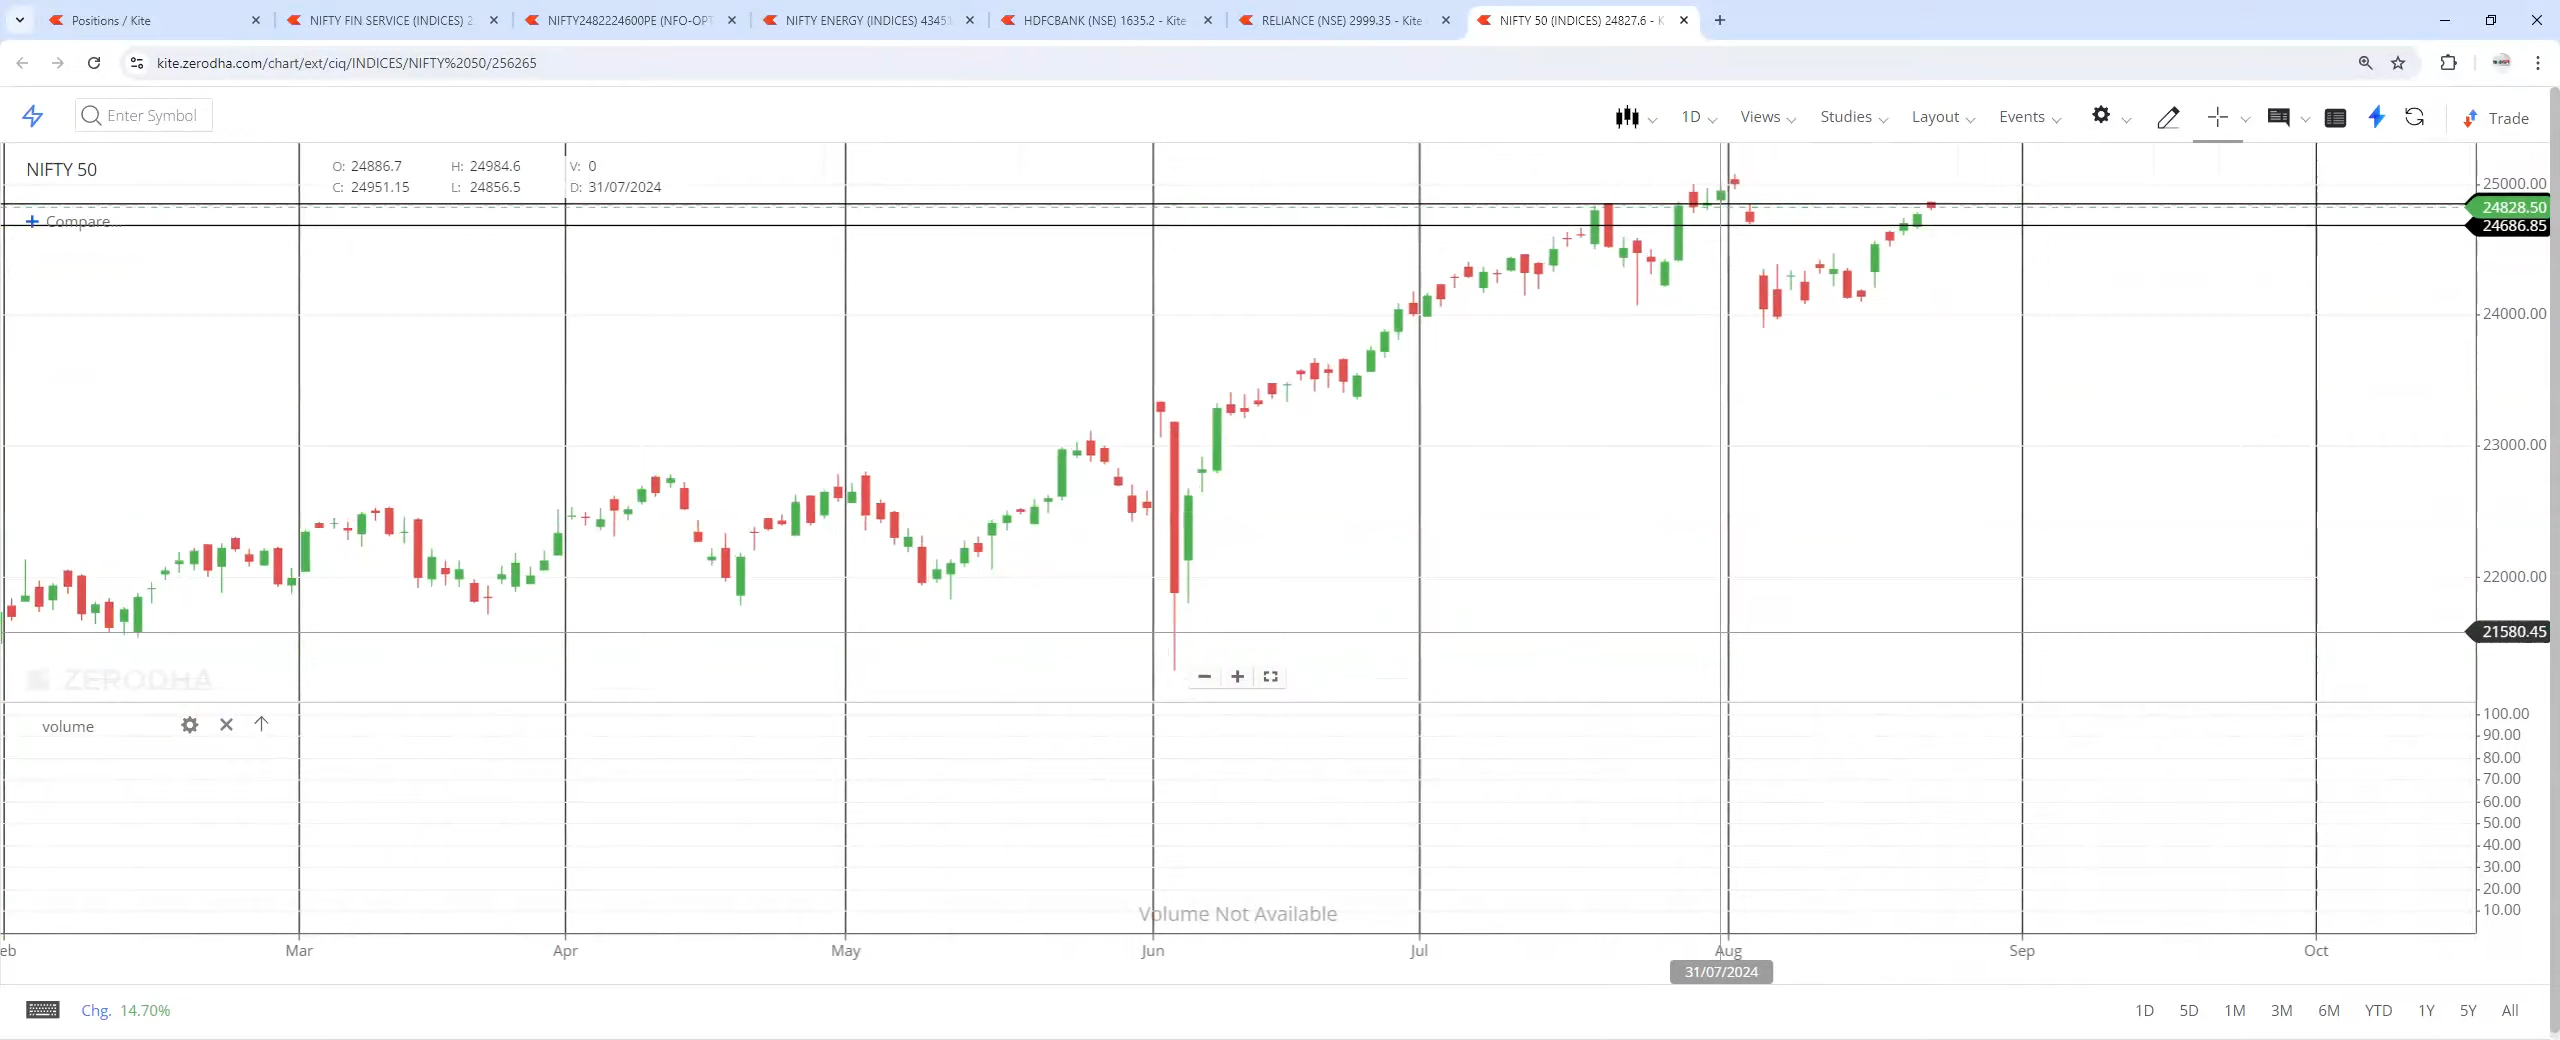 Positions / Kite
NIFTY FIN SERVICE (INDICES) 2
NIFTY2482224600PE (NFO-OPT
NIFTY ENERGY (INDICES) 4345
HDFCBANK (NSE) 1635.2 - Kite
RELIANCE (NSE) 2999.35 - Kite
NIFTY 50 (INDICES) 24827.6 - K
kite.zerodha.com/chart/ext/ciq/INDICES/NIFTY%2050/256265
Enter Symbol
1D
Views
Studies
Layout
Events
Trade
NIFTY 50
O: 24886.7 H: 24984.6 V: 0
C: 24951.15 L: 24856.5 D: 31/07/2024
Compare...
25000.00
24828.50
24686.85
24000.00
23000.00
22000.00
21580.45
ZERODHA
volume
100.00
90.00
80.00
70.00
60.00
50.00
40.00
30.00
20.00
10.00
Volume Not Available
eb Mar Apr May Jun Jul Aug Sep Oct
31/07/2024
Chg. 14.70%
1D 5D 1M 3M 6M YTD 1Y 5Y All